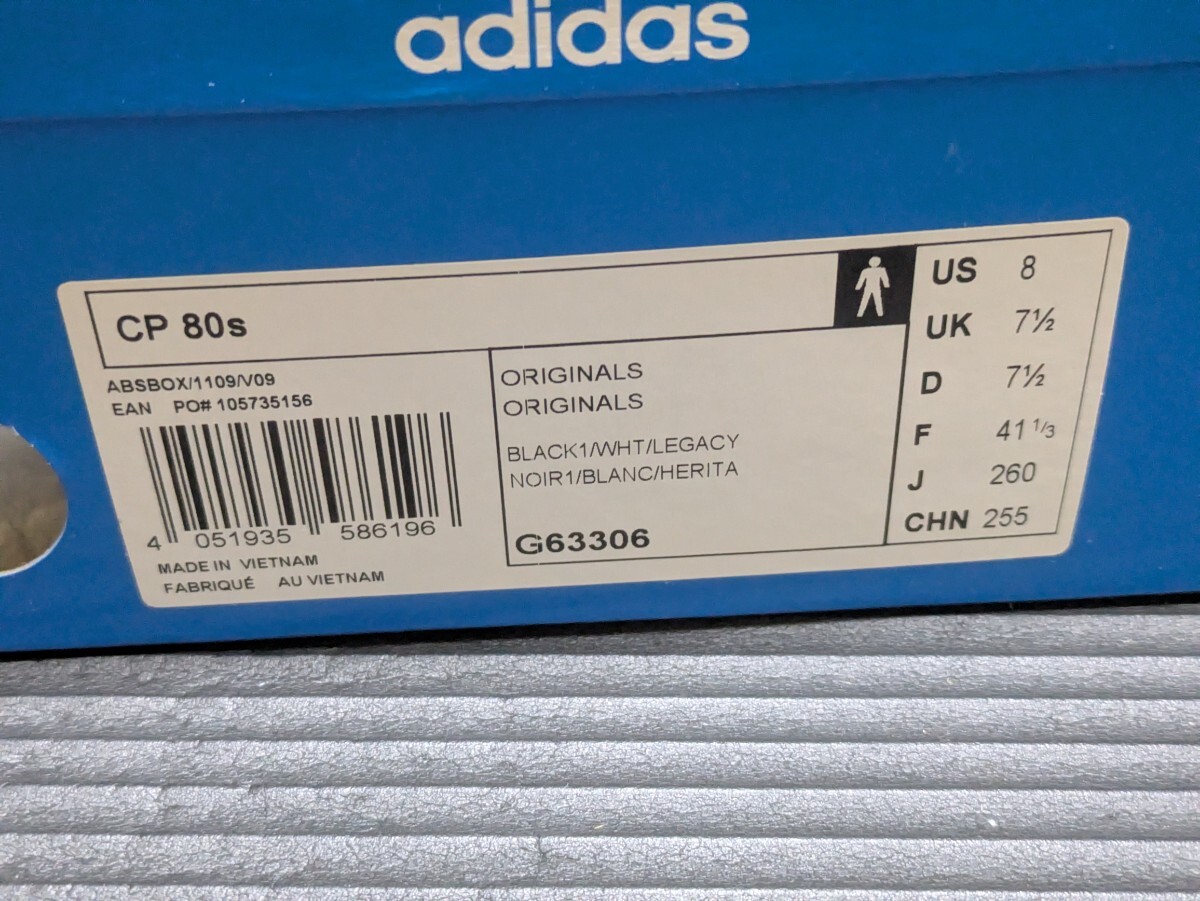 adidas
CP 80s
ABSBOX/1109/V09
EAN PO# 105735156
4 051935 586196
MADE IN VIETNAM
FABRIQUÉ AU VIETNAM
ORIGINALS
ORIGINALS
BLACK1/WHT/LEGACY
NOIR1/BLANC/HERITA
G63306
US 8
UK 7½
D 7½
F 41 1/3
J 260
CHN 255